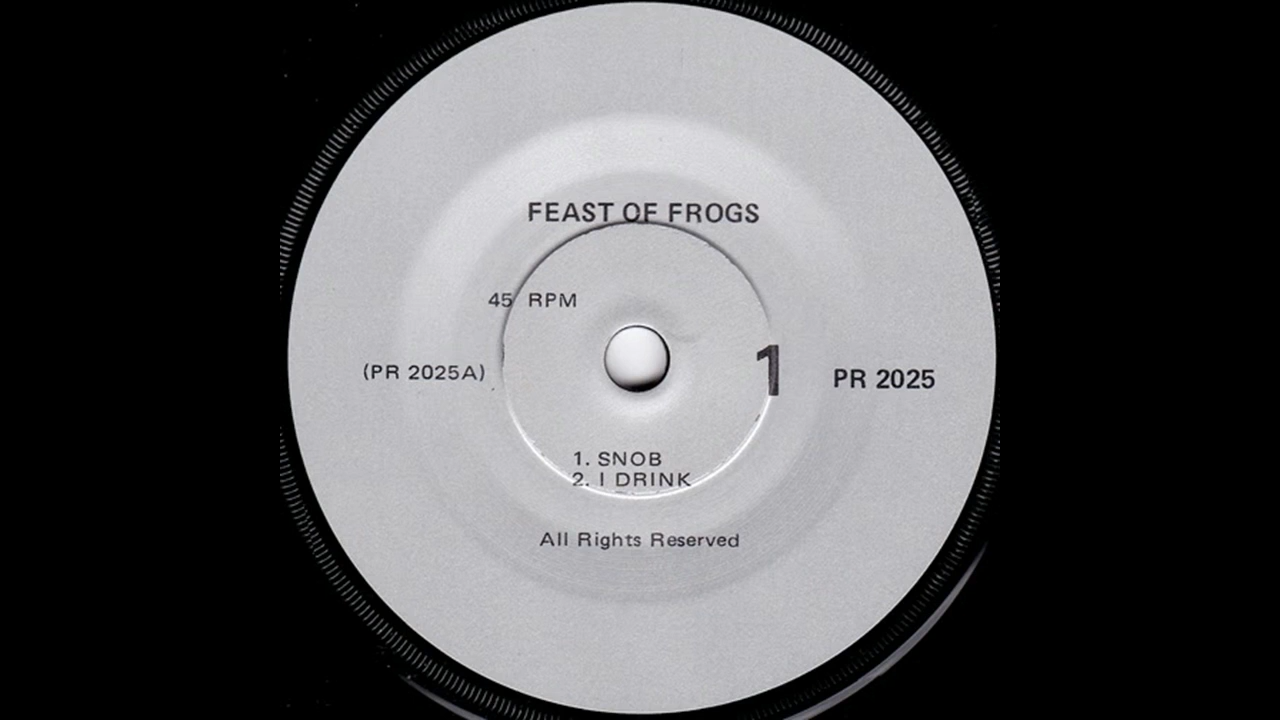 FEAST OF FROGS
45 RPM
(PR 2025A)
1
PR 2025
1. SNOB
2. I DRINK
All Rights Reserved